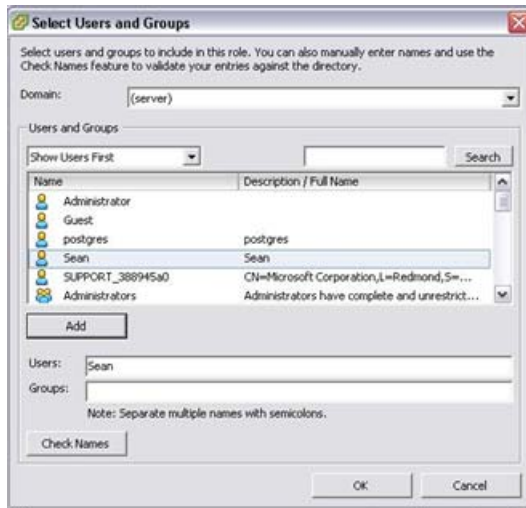 Select Users and Groups
Select users and groups to include in this role. You can also manually enter names and use the
Check Names feature to validate your entries against the directory.
Domain: (server)
Users and Groups
Show Users First Search
Name Description / Full Name
Administrator
Guest
postgres postgres
Sean Sean
SUPPORT_388945a0 CN=Microsoft Corporation,L=Redmond,S=...
Administrators Administrators have complete and unrestrict...
Add
Users: Sean
Groups:
Note: Separate multiple names with semicolons.
Check Names
OK Cancel